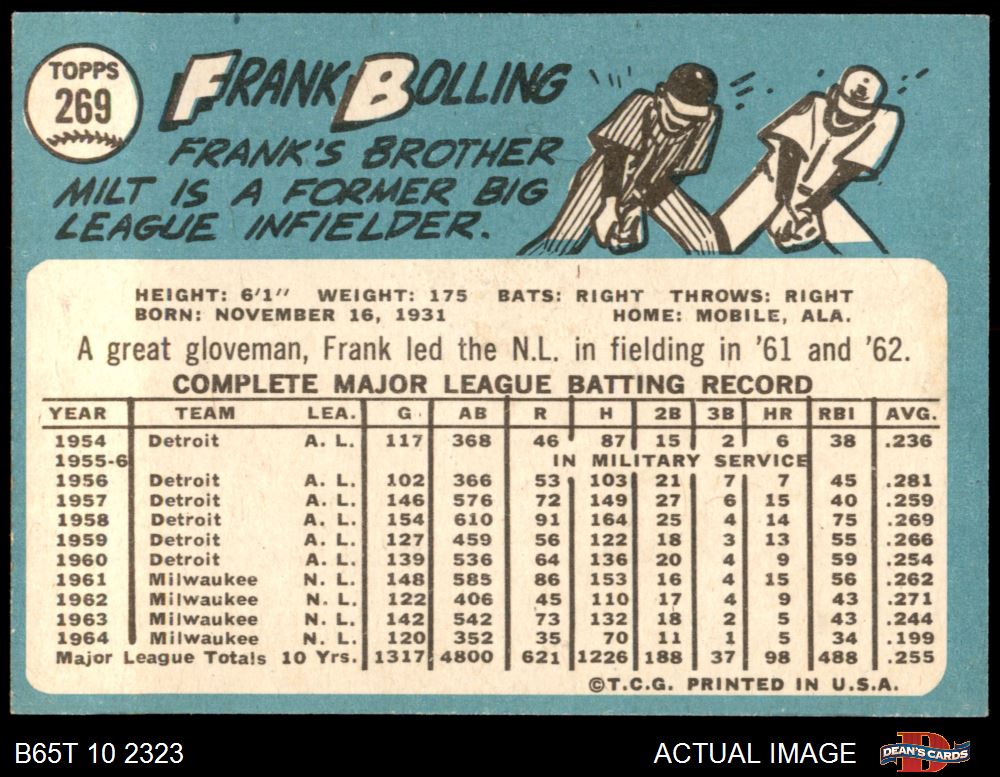 TOPPS
269
FRANK BOLLING
FRANK'S BROTHER
MILT IS A FORMER BIG
LEAGUE INFIELDER.
HEIGHT: 6'1" WEIGHT: 175 BATS: RIGHT THROWS: RIGHT
BORN: NOVEMBER 16, 1931 HOME: MOBILE, ALA.
A great gloveman, Frank led the N.L. in fielding in '61 and '62.
COMPLETE MAJOR LEAGUE BATTING RECORD
YEAR TEAM LEA. G AB R H 2B 3B HR RBI AVG.
1954 Detroit A. L. 117 368 46 87 15 2 6 38 .236
1955-6 IN MILITARY SERVICE
1956 Detroit A. L. 102 366 53 103 21 7 7 45 .281
1957 Detroit A. L. 146 576 72 149 27 6 15 40 .259
1958 Detroit A. L. 154 610 91 164 25 4 14 75 .269
1959 Detroit A. L. 127 459 56 122 18 3 13 55 .266
1960 Detroit A. L. 139 536 64 136 20 4 9 59 .254
1961 Milwaukee N. L. 148 585 86 153 16 4 15 56 .262
1962 Milwaukee N. L. 122 406 45 110 17 4 9 43 .271
1963 Milwaukee N. L. 142 542 73 132 18 2 5 43 .244
1964 Milwaukee N. L. 120 352 35 70 11 1 5 34 .199
Major League Totals 10 Yrs. 1317 4800 621 1226 188 37 98 488 .255
©T.C.G. PRINTED IN U.S.A.
B65T 10 2323 ACTUAL IMAGE DEAN'S CARDS